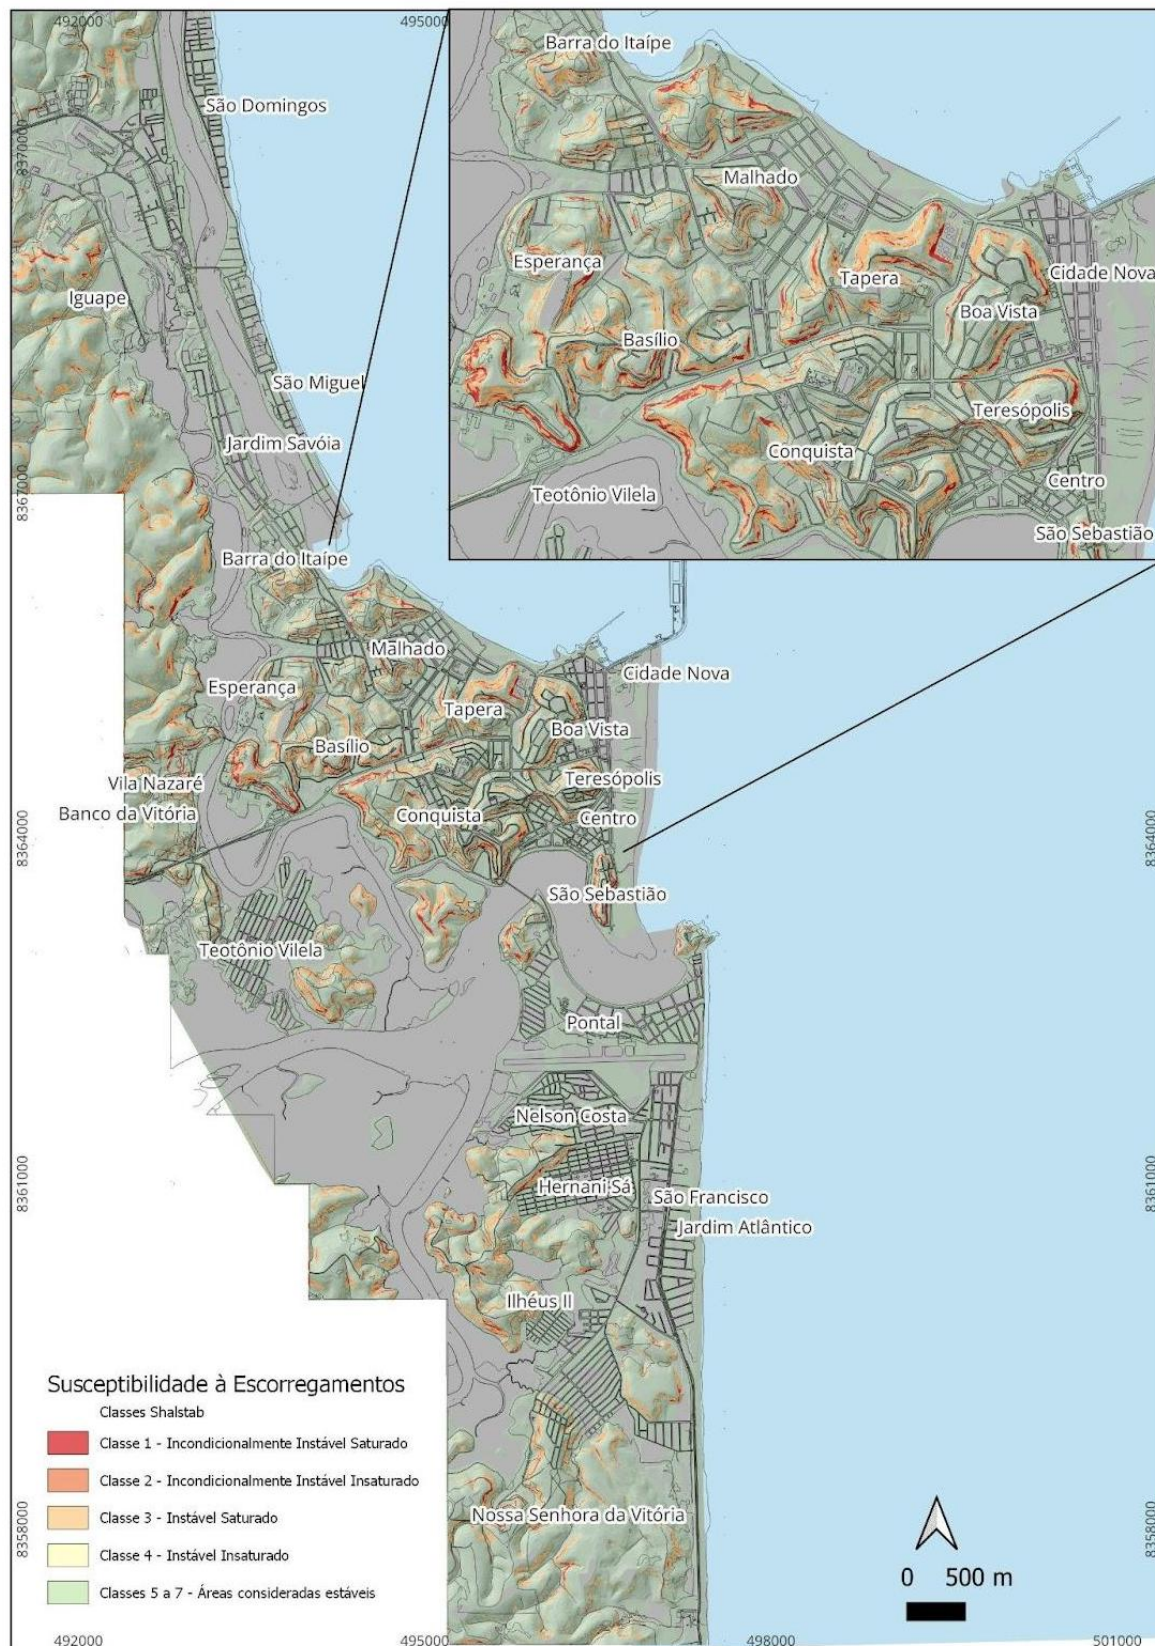 492000
495000
8370000
8367000
8364000
8361000
8358000
São Domingos
Iguape
São Miguel
Jardim Savóia
Barra do Itaípe
Malhado
Esperança
Tapera
Cidade Nova
Boa Vista
Basílio
Teresópolis
Conquista
Teotônio Vilela
Centro
São Sebastião
Barra do Itaípe
Malhado
Cidade Nova
Esperança
Tapera
Boa Vista
Basílio
Teresópolis
Vila Nazaré
Banco da Vitória
Conquista
Centro
São Sebastião
Teotônio Vilela
Pontal
Nelson Costa
Hernani Sá
São Francisco
Jardim Atlântico
Ilhéus II
Nossa Senhora da Vitória
8364000
8361000
8358000
Susceptibilidade à Escorregamentos
Classes Shalstab
Classe 1 - Incondicionalmente Instável Saturado
Classe 2 - Incondicionalmente Instável Insaturado
Classe 3 - Instável Saturado
Classe 4 - Instável Insaturado
Classes 5 a 7 - Áreas consideradas estáveis
0 500 m
492000
495000
498000
501000